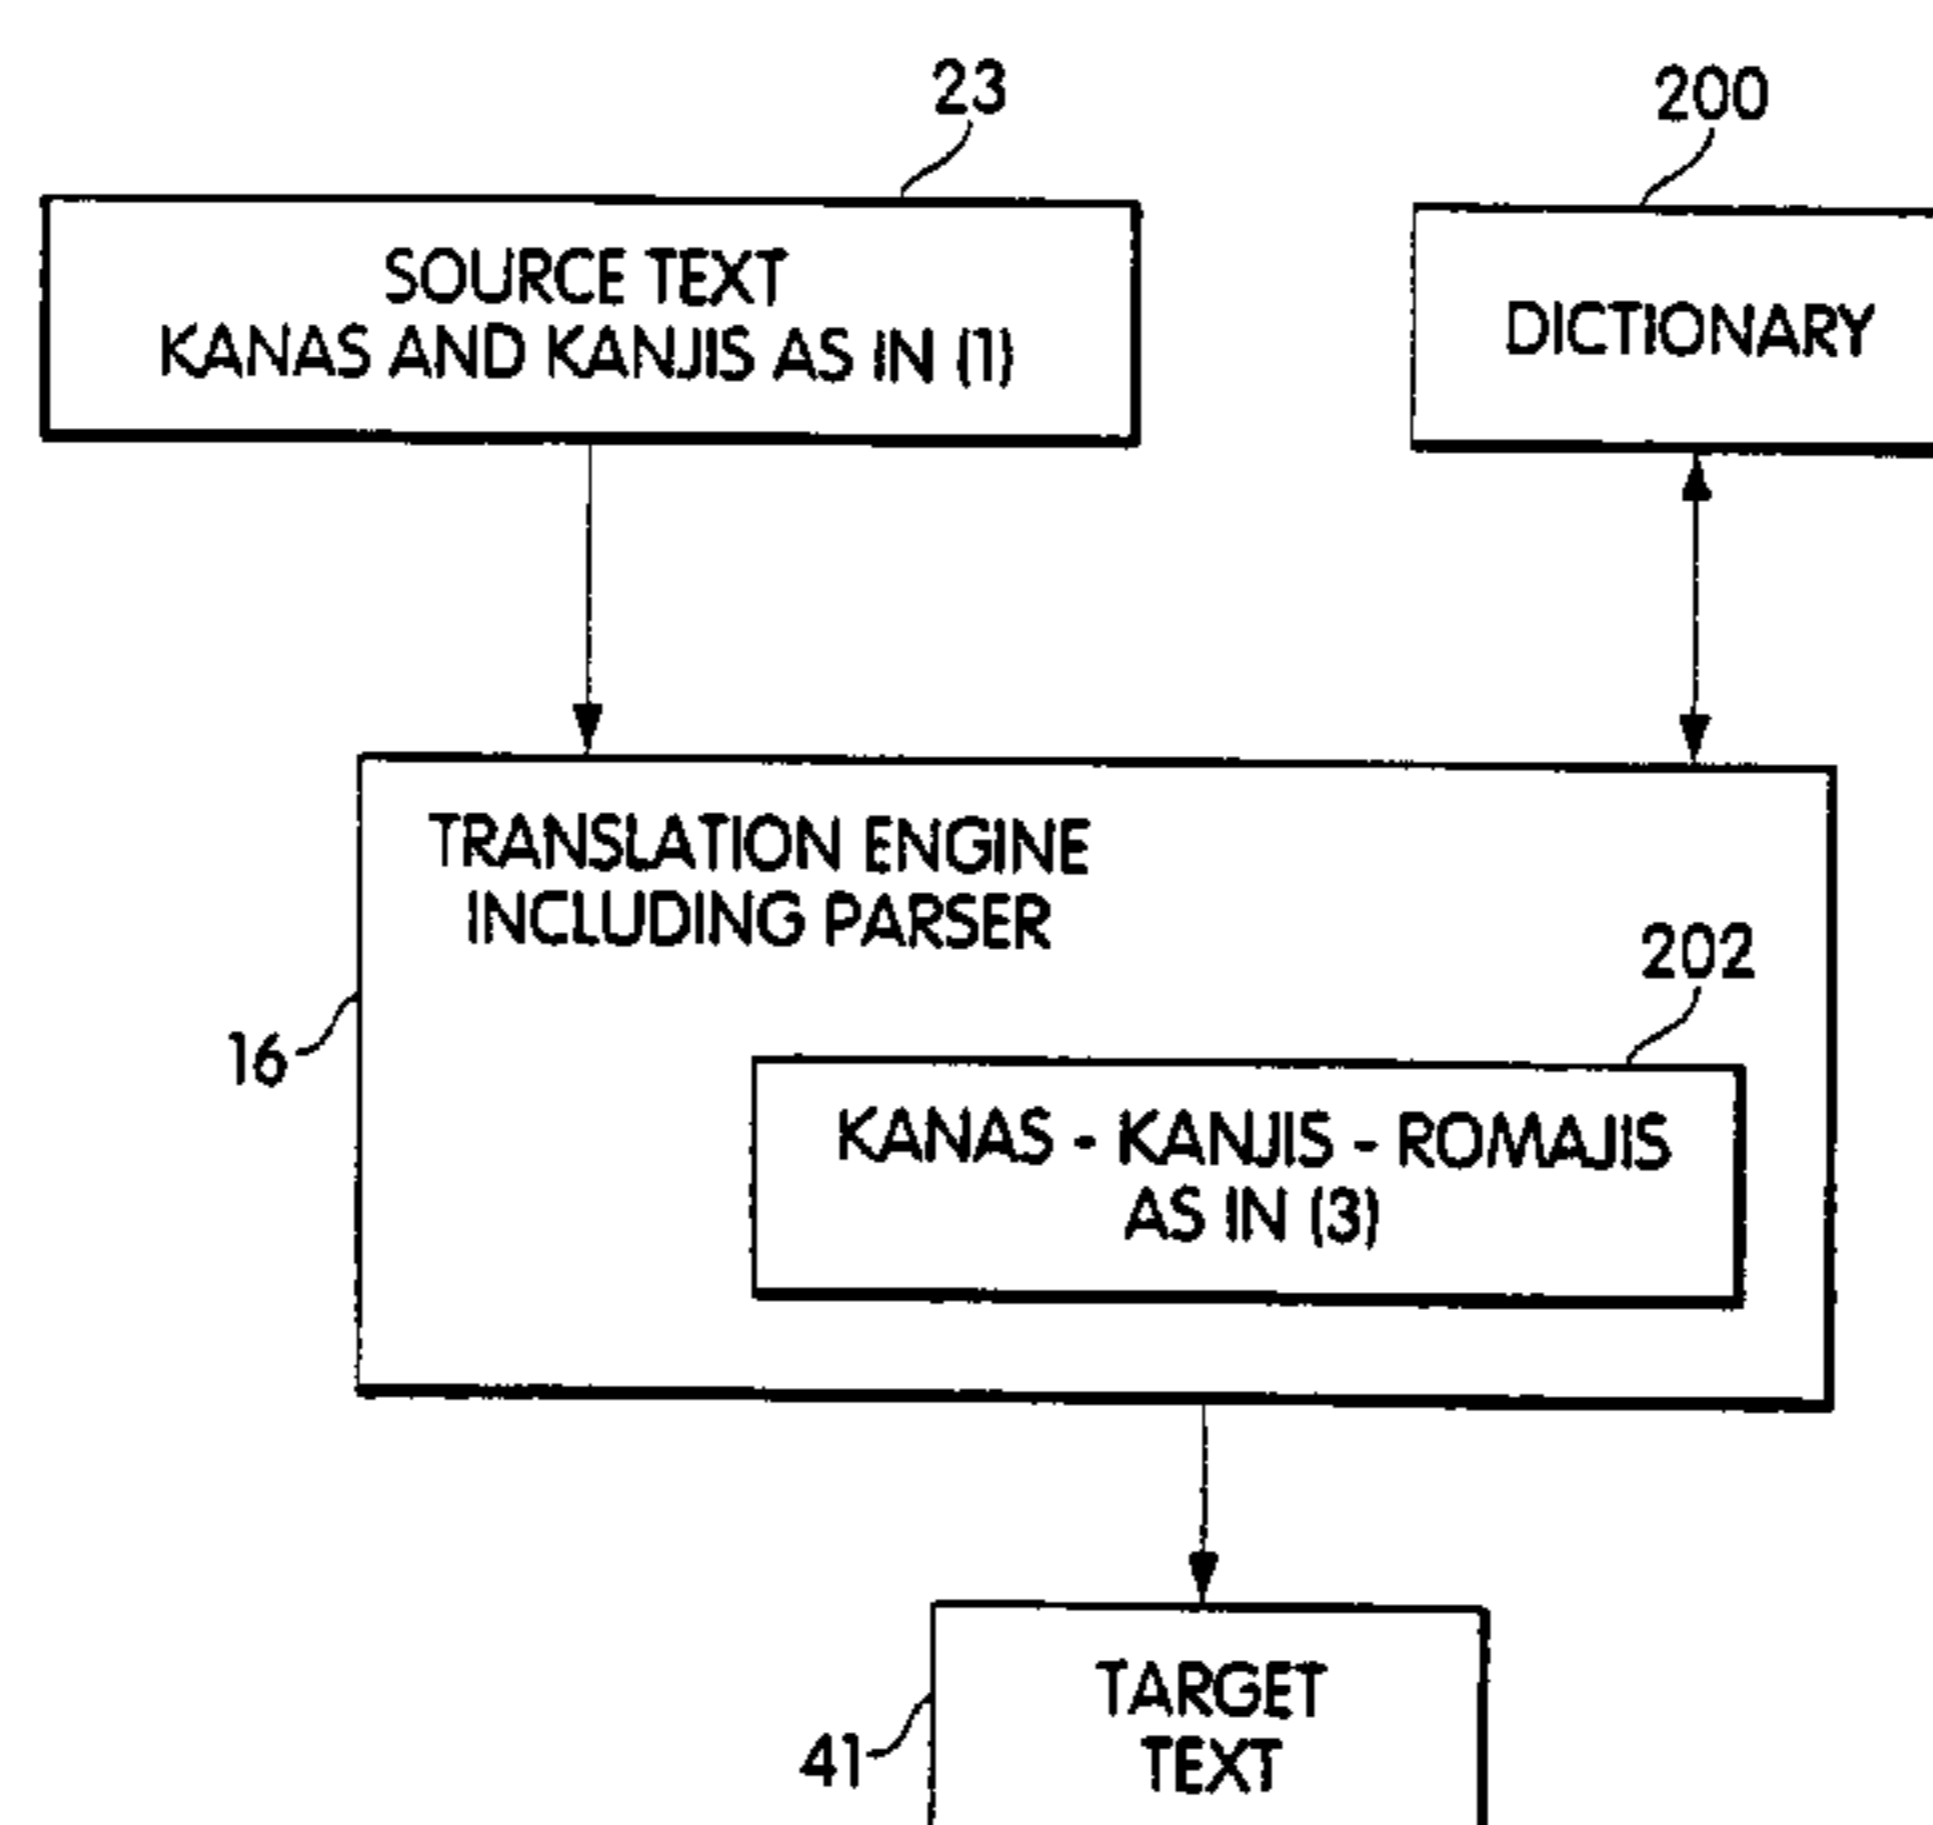 23
SOURCE TEXT
KANAS AND KANJIS AS IN (1)
200
DICTIONARY
TRANSLATION ENGINE
INCLUDING PARSER
16
202
KANAS - KANJIS - ROMAJIS
AS IN (3)
TARGET
TEXT
41